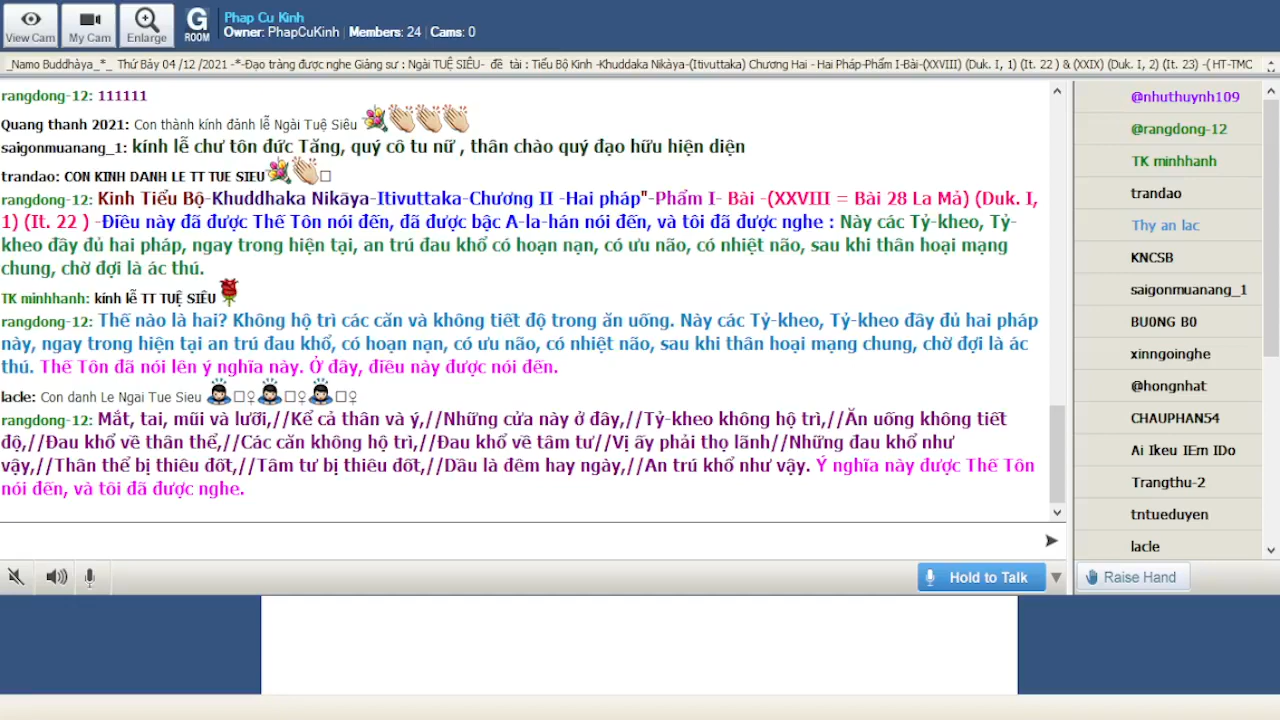 View Cam
My Cam
Enlarge
G
ROOM
Phap Cu Kinh
Owner: PhapCuKinh | Members: 24 | Cams: 0
_Namo Buddhàya_*_ Thứ Bảy 04 /12 /2021 -*-Đạo tràng được nghe Giảng sư : Ngài TUỆ SIÊU- đề tài : Tiểu Bộ Kinh -Khuddaka Nikàya-(Itivuttaka) Chương Hai - Hai Pháp-Phẩm I-Bài-(XXVIII) (Duk. I, 1) (It. 22 ) & (XXIX) (Duk. I, 2) (It. 23) -( HT-TMC
rangdong-12: 111111
Quang thanh 2021: Con thành kính đảnh lễ Ngài Tuệ Siêu
saigonmuanang_1: kính lễ chư tôn đức Tăng, quý cô tu nữ , thân chào quý đạo hữu hiện diện
trandao: CON KINH DANH LE TT TUE SIEU
rangdong-12: Kinh Tiểu Bộ-Khuddhaka Nikāya-Itivuttaka-Chương II -Hai pháp"-Phẩm I- Bài -(XXVIII = Bài 28 La Mả) (Duk. I,
1) (It. 22 ) -Điều này đã được Thế Tôn nói đến, đã được bậc A-la-hán nói đến, và tôi đã được nghe : Này các Tỷ-kheo, Tỷ-
kheo đầy đủ hai pháp, ngay trong hiện tại, an trú đau khổ có hoạn nạn, có ưu não, có nhiệt não, sau khi thân hoại mạng
chung, chờ đợi là ác thú.
TK minhhanh: kính lễ TT TUỆ SIÊU
rangdong-12: Thế nào là hai? Không hộ trì các căn và không tiết độ trong ăn uống. Này các Tỷ-kheo, Tỷ-kheo đầy đủ hai pháp
này, ngay trong hiện tại an trú đau khổ, có hoạn nạn, có ưu não, có nhiệt não, sau khi thân hoại mạng chung, chờ đợi là ác
thú. Thế Tôn đã nói lên ý nghĩa này. Ở đây, điều này được nói đến.
lacle: Con danh Le Ngai Tue Sieu
rangdong-12: Mắt, tai, mũi và lưỡi,//Kể cả thân và ý,//Những cửa này ở đây,//Tỷ-kheo không hộ trì,//Ăn uống không tiết
độ,//Đau khổ về thân thể,//Các căn không hộ trì,//Đau khổ về tâm tư//Vị ấy phải thọ lãnh//Những đau khổ như
vậy,//Thân thể bị thiêu đốt,//Tâm tư bị thiêu đốt,//Dầu là đêm hay ngày,//An trú khổ như vậy. Ý nghĩa này được Thế Tôn
nói đến, và tôi đã được nghe.
@nhuthuynh109
@rangdong-12
TK minhhanh
trandao
Thy an lac
KNCSB
saigonmuanang_1
BU0NG B0
xinngoinghe
@hongnhat
CHAUPHAN54
Ai Ikeu IEm IDo
Trangthu-2
tntueduyen
lacle
Hold to Talk
Raise Hand